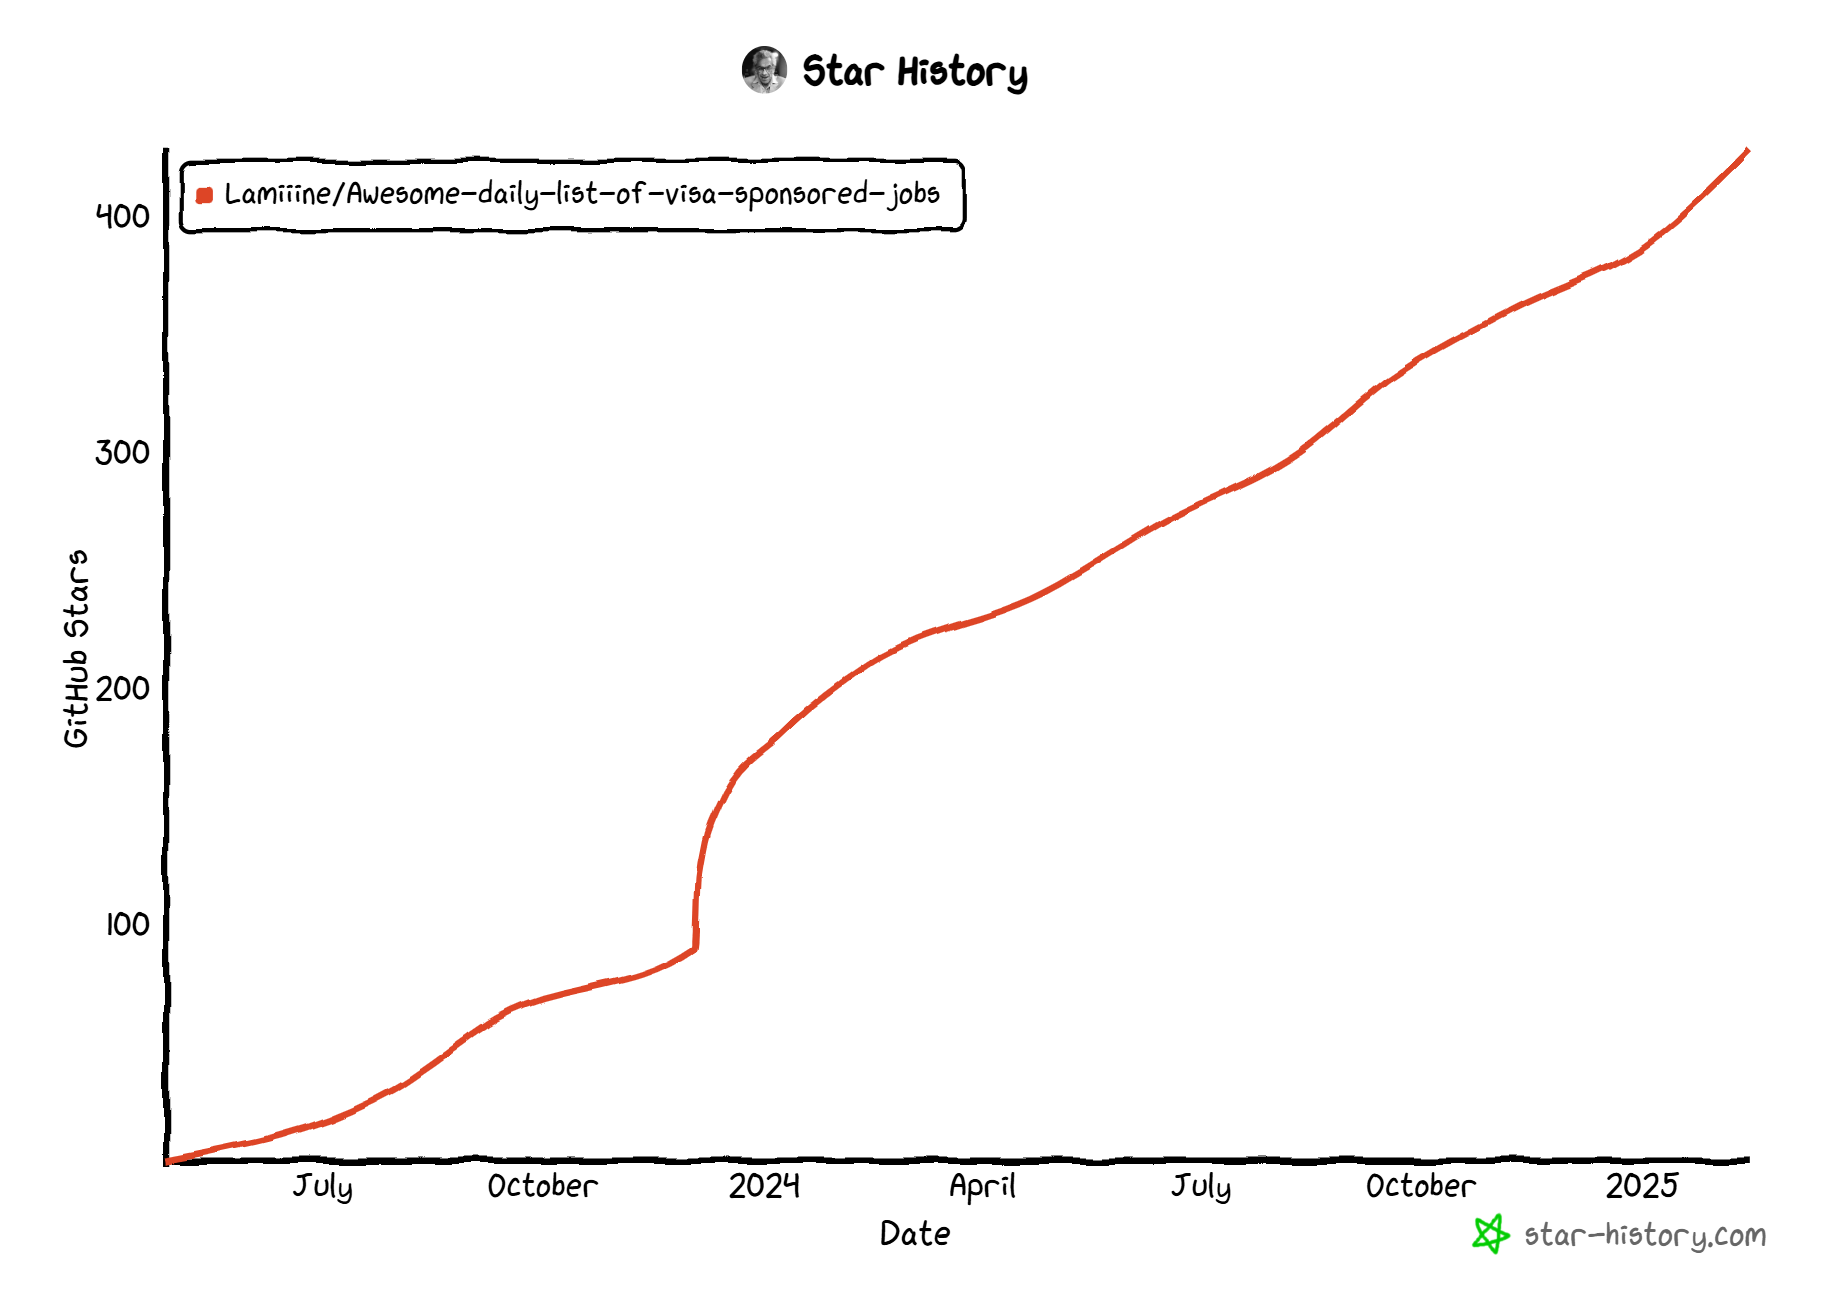 Star History
Lamiiine/Awesome-daily-list-of-visa-sponsored-jobs
400
300
200
100
GitHub Stars
July
October
2024
April
July
October
2025
Date
star-history.com